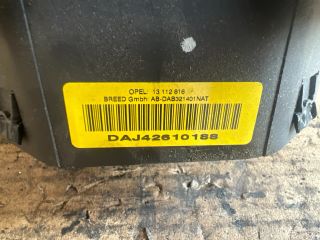 OPEL: 13 112 816
BREED Gmbh: AB-DAB321401NAT
DAJ42610188